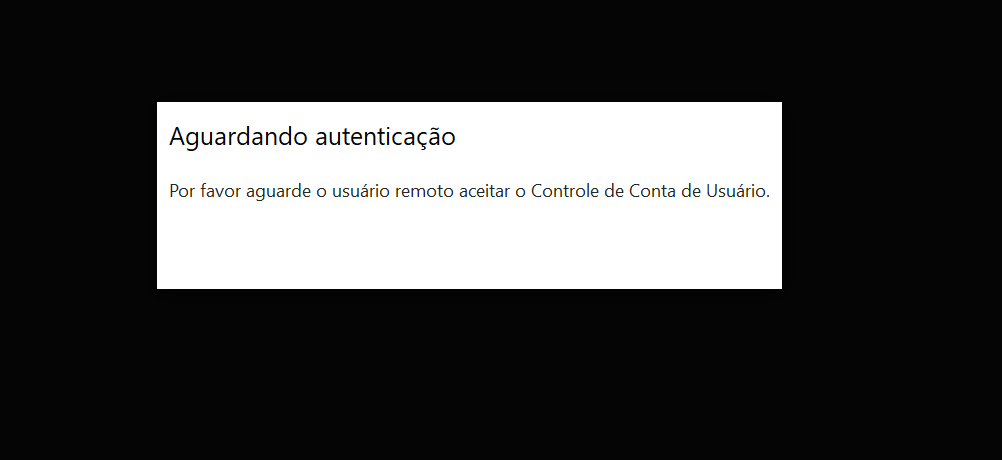 Aguardando autenticação
Por favor aguarde o usuário remoto aceitar o Controle de Conta de Usuário.